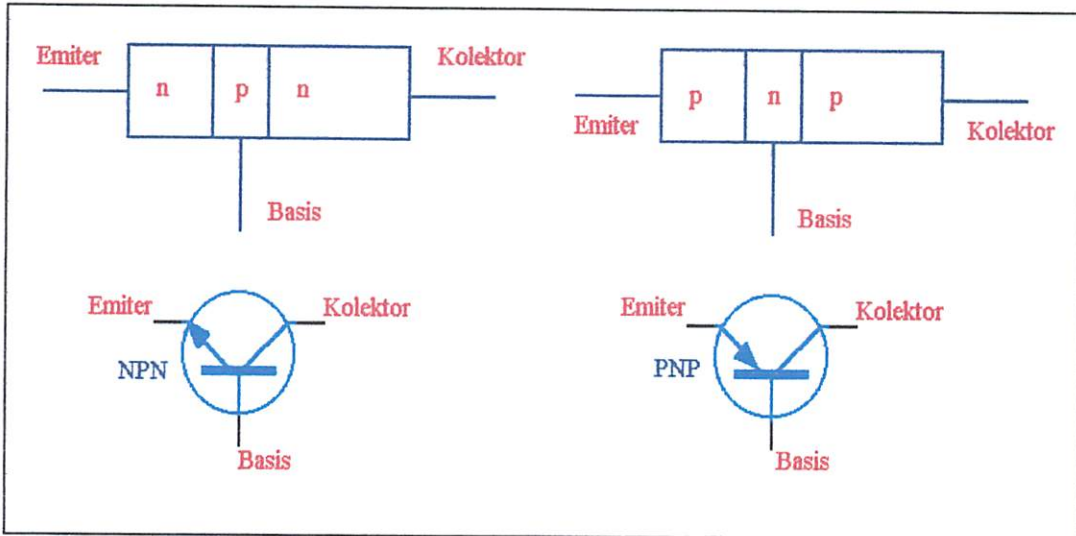 Emiter
n p n
Kolektor
Basis
Emiter
p n p
Kolektor
Basis
Emiter
Kolektor
NPN
Basis
Emiter
Kolektor
PNP
Basis